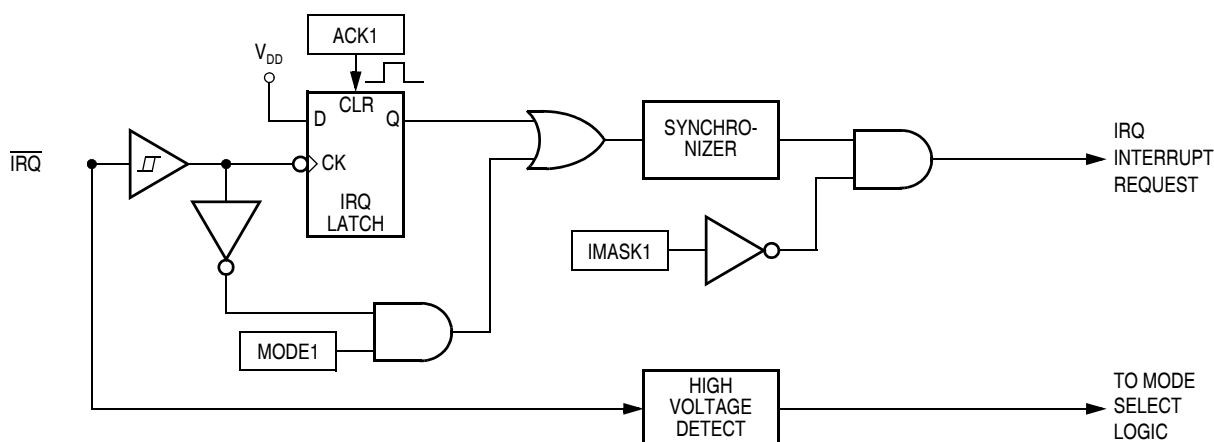 ACK1
VDD
CLR
D
Q
CK
IRQ
LATCH
IRQ
SYNCHRO-
NIZER
IRQ
INTERRUPT
REQUEST
IMASK1
MODE1
HIGH
VOLTAGE
DETECT
TO MODE
SELECT
LOGIC